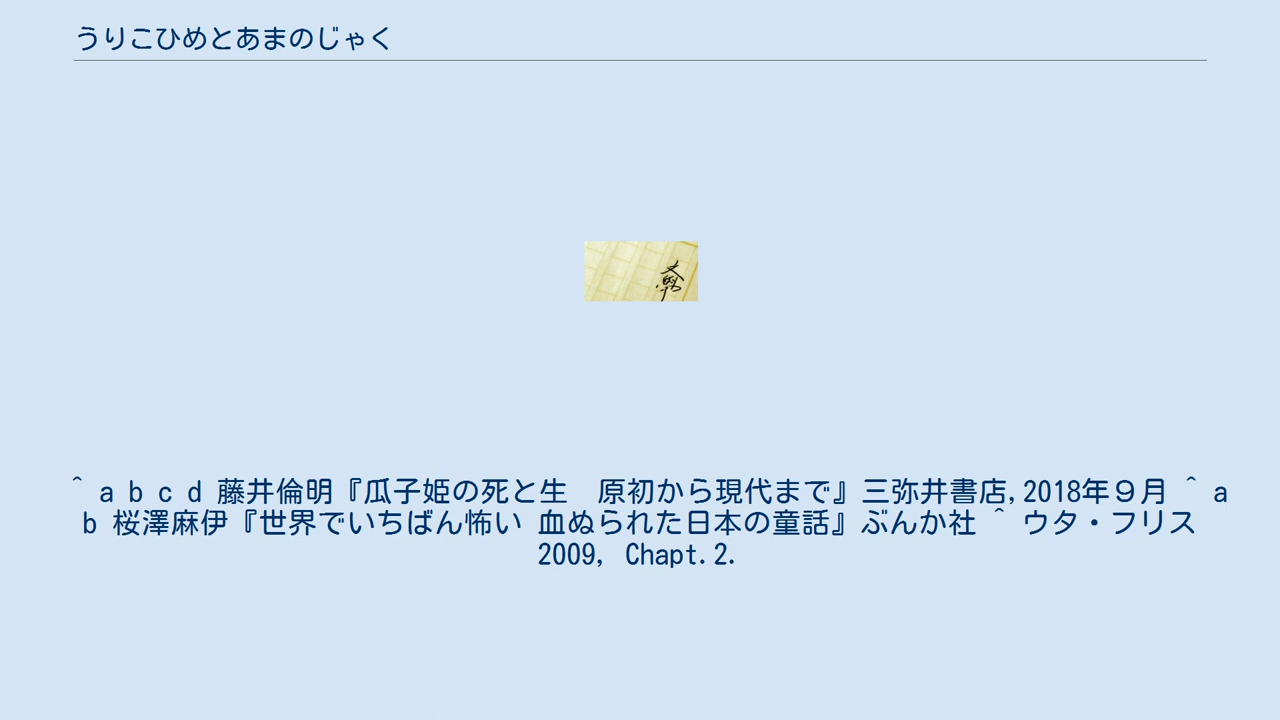 うりこひめとあまのじゃく
^ a b c d 藤井倫明『瓜子姫の死と生　原初から現代まで』三弥井書店,2018年９月 ^ a
b 桜澤麻伊『世界でいちばん怖い 血ぬられた日本の童話』ぶんか社 ^ ウタ・フリス
2009, Chapt.2.